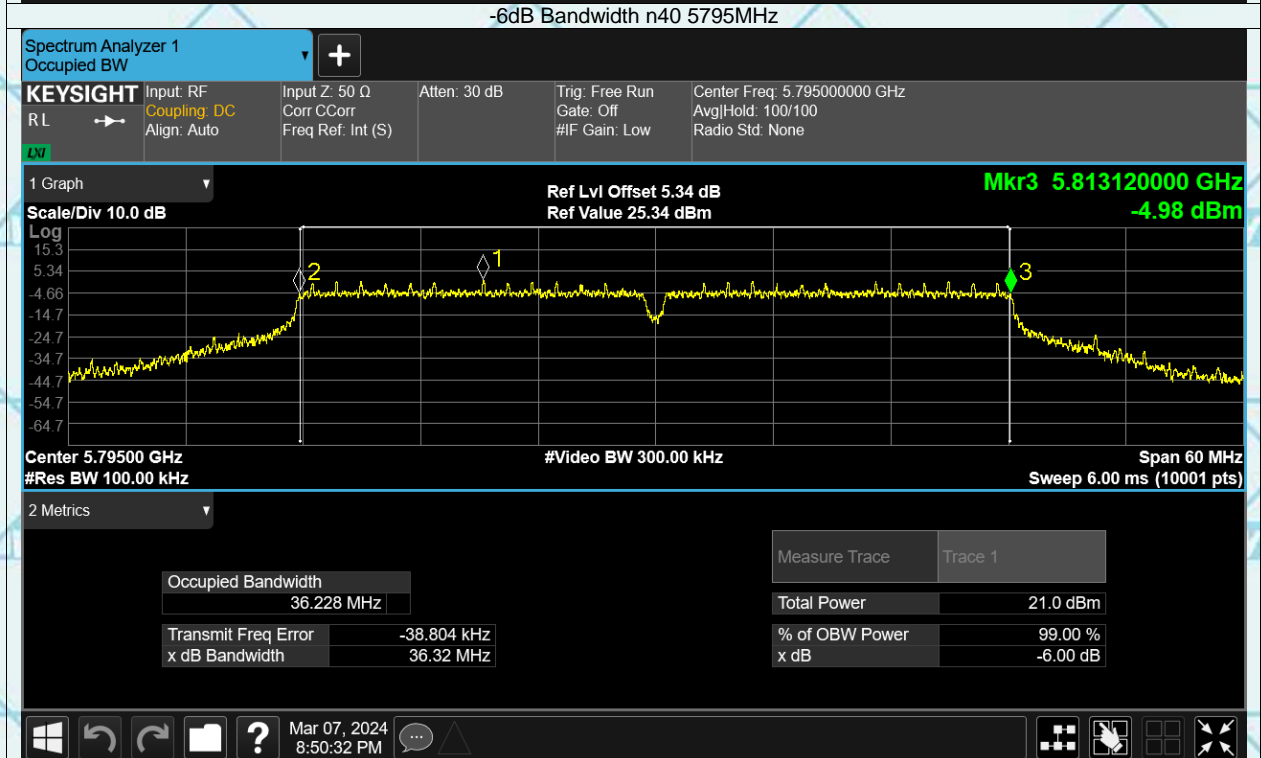 -6dB Bandwidth n40 5795MHz
Spectrum Analyzer 1
Occupied BW
KEYSIGHT
R L
LXI
Input: RF
Coupling: DC
Align: Auto
Input Z: 50 Ω
Corr CCorr
Freq Ref: Int (S)
Atten: 30 dB
Trig: Free Run
Gate: Off
#IF Gain: Low
Center Freq: 5.795000000 GHz
Avg|Hold: 100/100
Radio Std: None
1 Graph
Scale/Div 10.0 dB
Ref Lvl Offset 5.34 dB
Ref Value 25.34 dBm
Mkr3 5.813120000 GHz
-4.98 dBm
Log
15.3
5.34
-4.66
-14.7
-24.7
-34.7
-44.7
-54.7
-64.7
2
1
3
Center 5.79500 GHz
#Video BW 300.00 kHz
Span 60 MHz
#Res BW 100.00 kHz
Sweep 6.00 ms (10001 pts)
2 Metrics
Measure Trace Trace 1
Occupied Bandwidth
36.228 MHz
Total Power 21.0 dBm
Transmit Freq Error -38.804 kHz
% of OBW Power 99.00 %
x dB Bandwidth 36.32 MHz
x dB -6.00 dB
?
Mar 07, 2024
8:50:32 PM